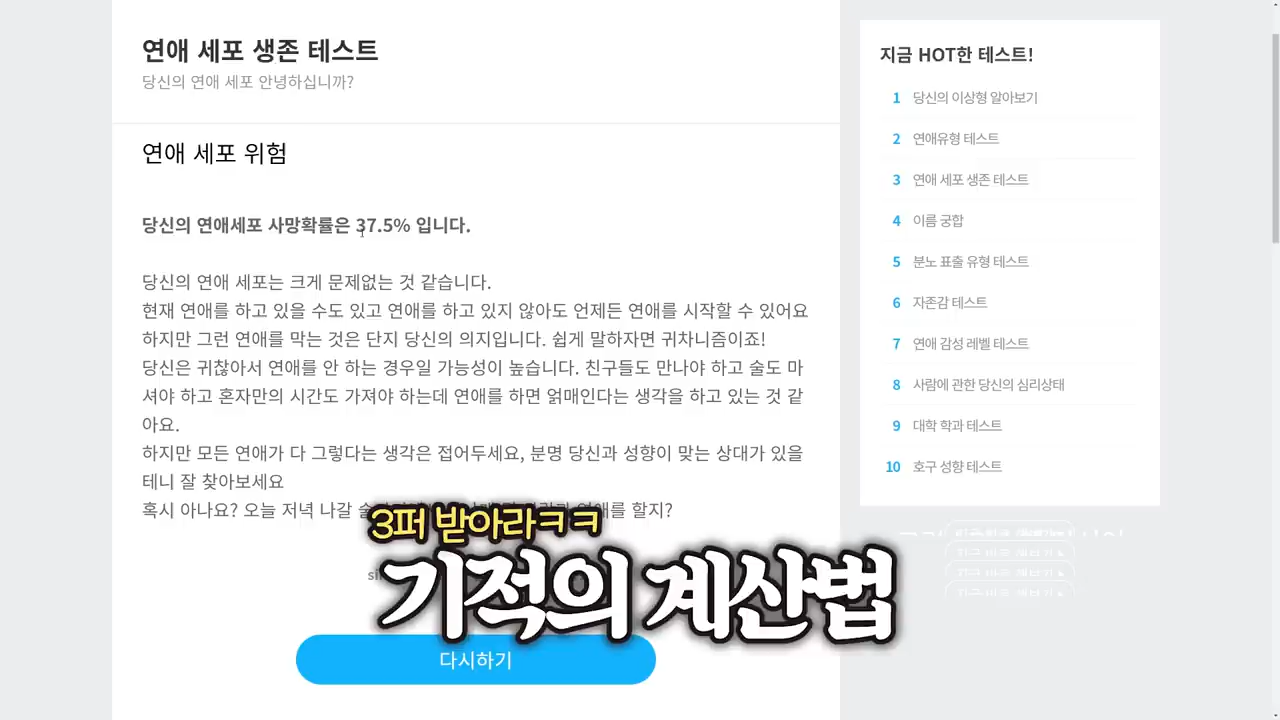 연애 세포 생존 테스트
당신의 연애 세포 안녕하십니까?
연애 세포 위험
당신의 연애세포 사망확률은 37.5% 입니다.
당신의 연애 세포는 크게 문제없는 것 같습니다.
현재 연애를 하고 있을 수도 있고 연애를 하고 있지 않아도 언제든 연애를 시작할 수 있어요
하지만 그런 연애를 막는 것은 단지 당신의 의지입니다. 쉽게 말하자면 귀차니즘이죠!
당신은 귀찮아서 연애를 안 하는 경우일 가능성이 높습니다. 친구들도 만나야 하고 술도 마
셔야 하고 혼자만의 시간도 가져야 하는데 연애를 하면 얽매인다는 생각을 하고 있는 것 같
아요.
하지만 모든 연애가 다 그렇다는 생각은 접어두세요, 분명 당신과 성향이 맞는 상대가 있을
테니 잘 찾아보세요
혹시 아나요? 오늘 저녁 나갈 할지?
3퍼 받아라ㅋㅋ
기적의 계산법
다시하기
지금 HOT한 테스트!
1 당신의 이상형 알아보기
2 연애유형 테스트
3 연애 세포 생존 테스트
4 이름 궁합
5 분노 표출 유형 테스트
6 자존감 테스트
7 연애 감성 레벨 테스트
8 사람에 관한 당신의 심리상태
9 대학 학과 테스트
10 호구 성향 테스트